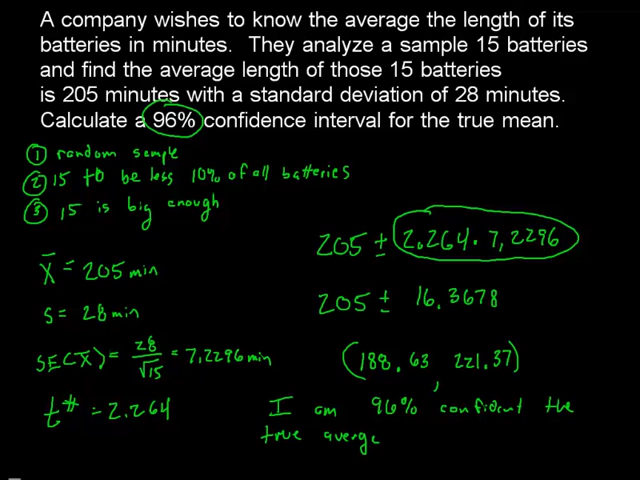 A company wishes to know the average the length of its
batteries in minutes.  They analyze a sample 15 batteries
and find the average length of those 15 batteries
is 205 minutes with a standard deviation of 28 minutes.
Calculate a 96% confidence interval for the true mean.
① random sample
② 15 to be less 10% of all batteries
③ 15 is big enough
x̄ = 205 min
s = 28 min
SE(x̄) = 28/√15 = 7.2296 min
t* = 2.264
205 ± 2.264 · 7.2296
205 ± 16.3678
(188.63, 221.37)
I am 96% confident the
true averge